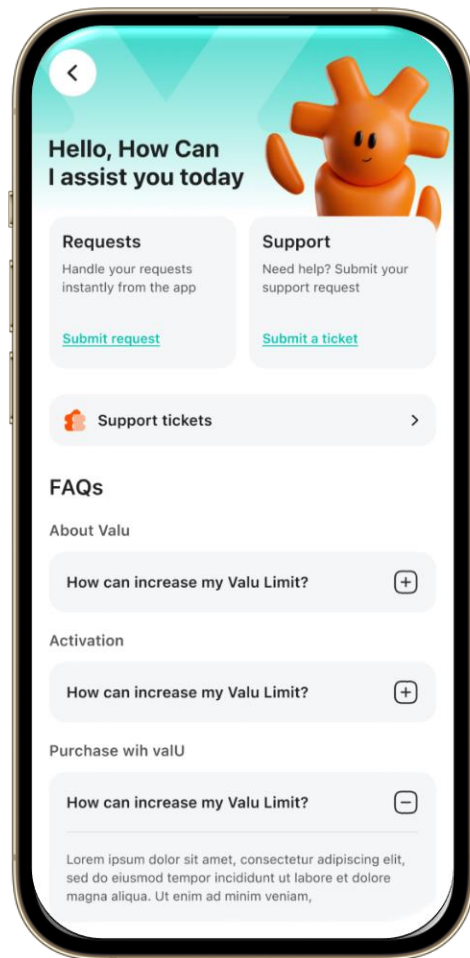 Hello, How Can
I assist you today
Requests
Handle your requests
instantly from the app
Submit request
Support
Need help? Submit your
support request
Submit a ticket
Support tickets
FAQs
About Valu
How can increase my Valu Limit?
Activation
How can increase my Valu Limit?
Purchase wih valU
How can increase my Valu Limit?
Lorem ipsum dolor sit amet, consectetur adipiscing elit,
sed do eiusmod tempor incididunt ut labore et dolore
magna aliqua. Ut enim ad minim veniam,